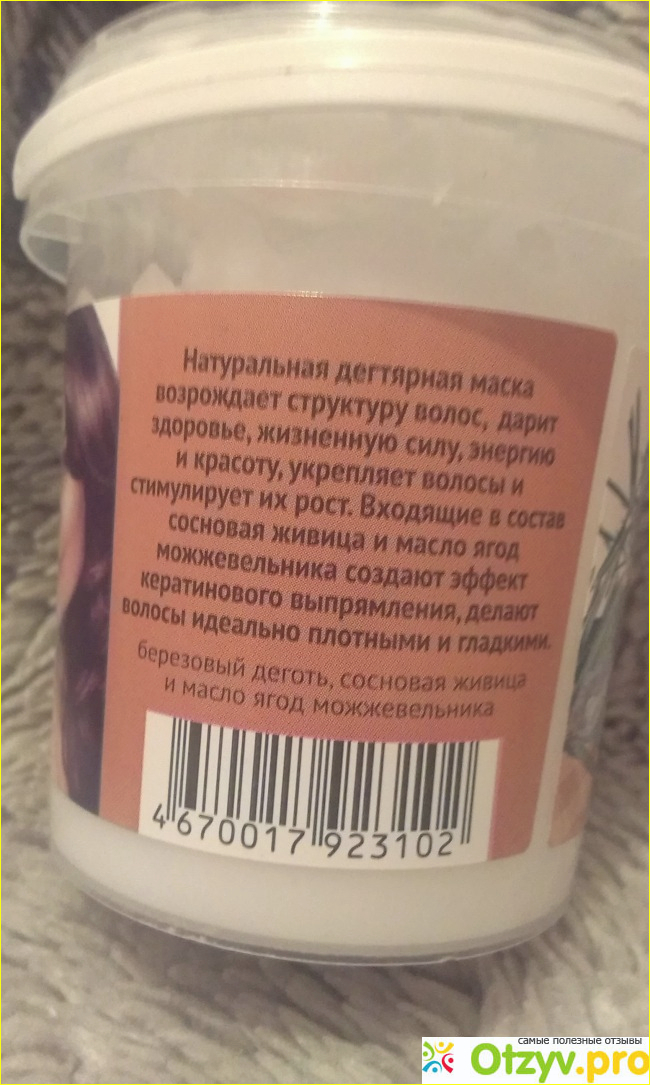 Натуральная дегтярная маска
возрождает структуру волос, дарит
здоровье, жизненную силу, энергию
и красоту, укрепляет волосы и
стимулирует их рост. Входящие в состав
сосновая живица и масло ягод
можжевельника создают эффект
кератинового выпрямления, делают
волосы идеально плотными и гладкими.
березовый деготь, сосновая живица
и масло ягод можжевельника
4 670017 923102
самые полезные отзывы
Otzyv.pro